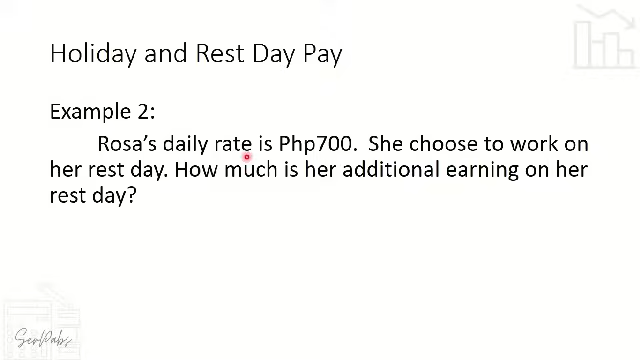 Holiday and Rest Day Pay
Example 2:
Rosa's daily rate is Php700. She choose to work on
her rest day. How much is her additional earning on her
rest day?
SerPabs